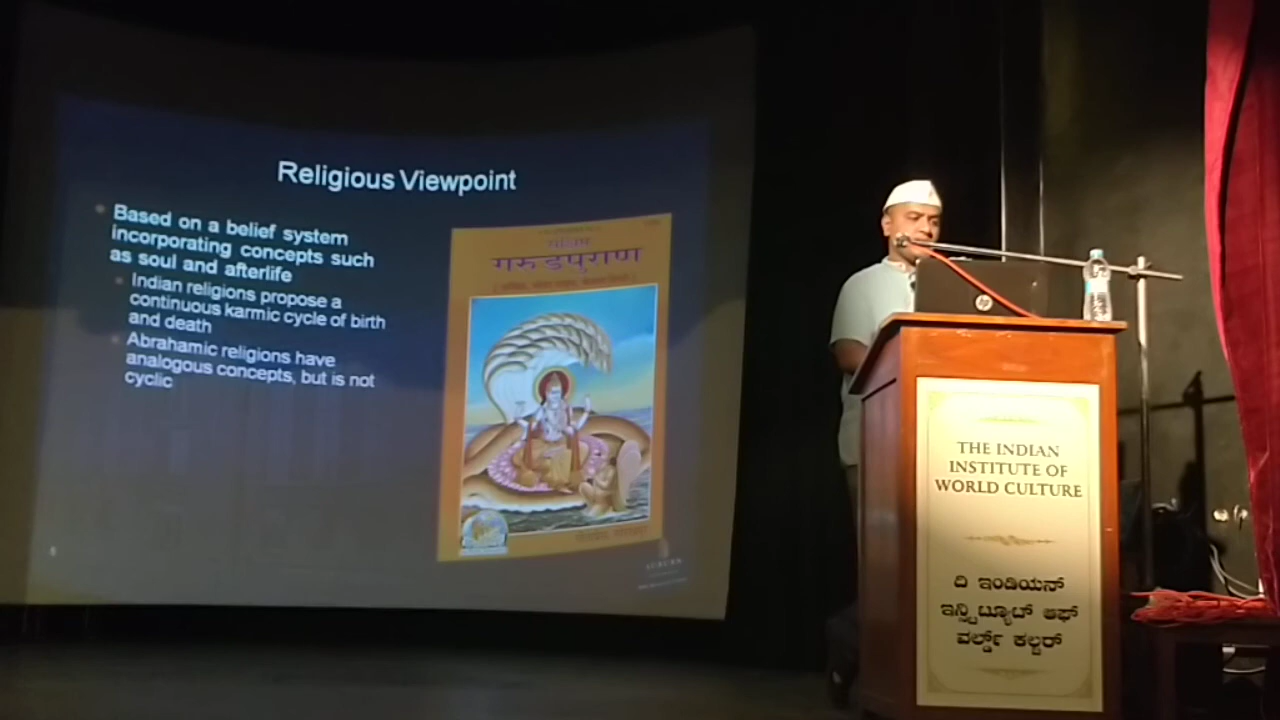 Religious Viewpoint
Based on a belief system
incorporating concepts such
as soul and afterlife
Indian religions propose a
continuous karmic cycle of birth
and death
Abrahamic religions have
analogous concepts, but is not
cyclic
गरुडपुराण
AUBURN
hp
THE INDIAN
INSTITUTE OF
WORLD CULTURE
ದಿ ಇಂಡಿಯನ್
ಇನ್ಸ್ಟಿಟ್ಯೂಟ್ ಆಫ್
ವರ್ಲ್ಡ್ ಕಲ್ಚರ್